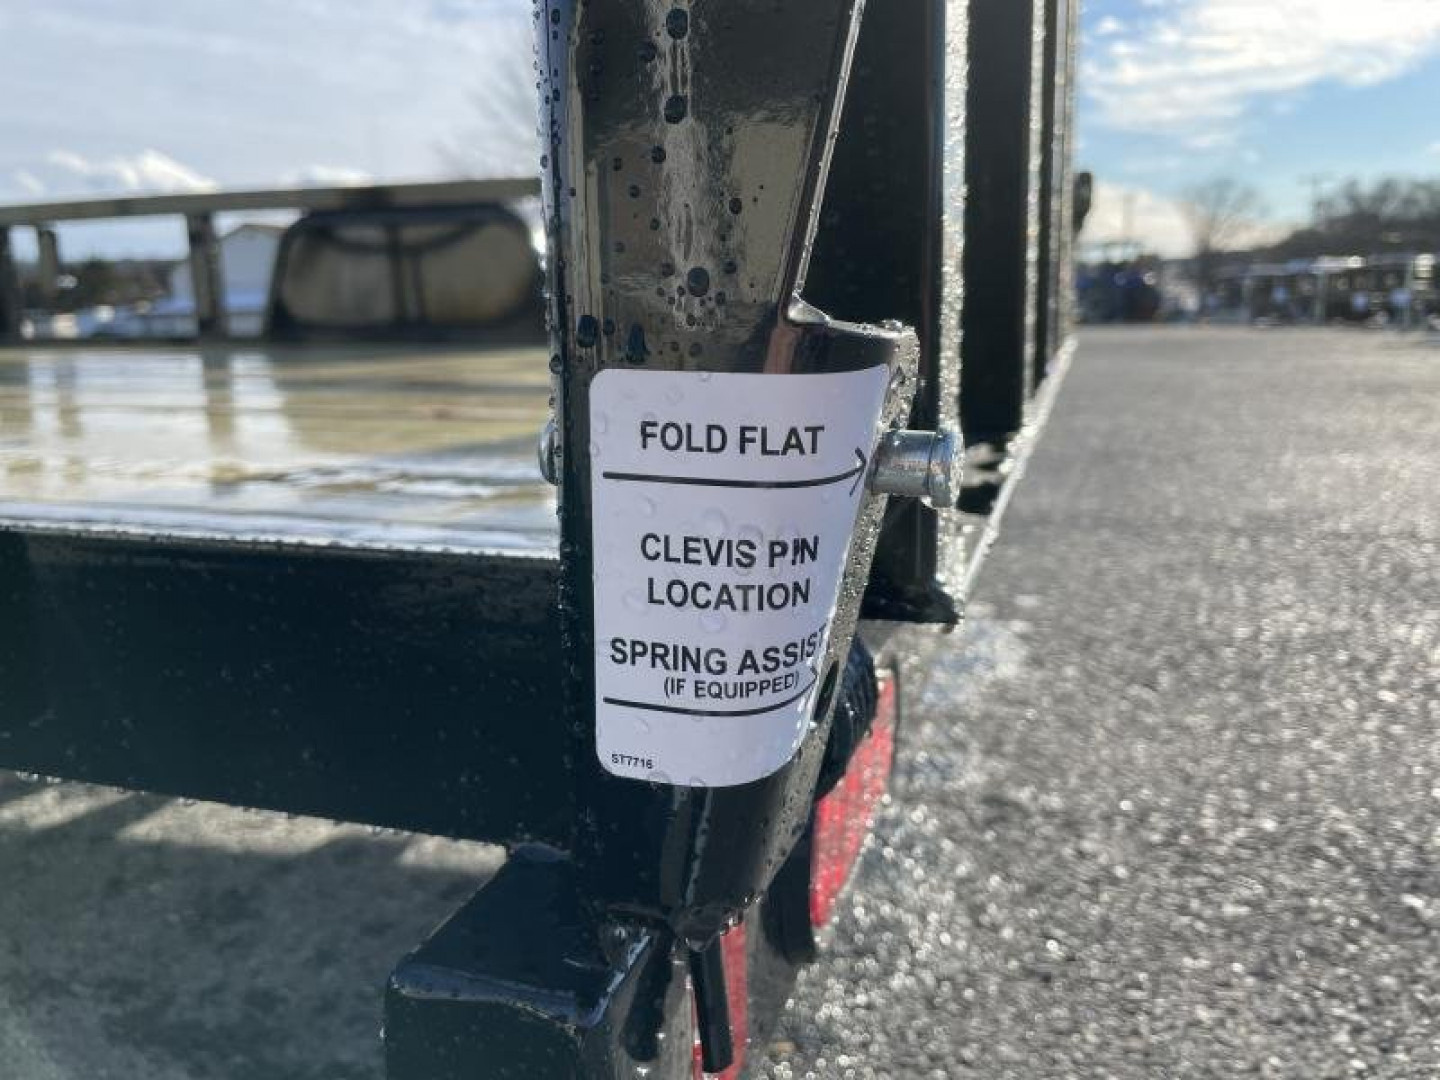 FOLD FLAT
CLEVIS PIN
LOCATION
SPRING ASSIST
(IF EQUIPPED)
ST7716